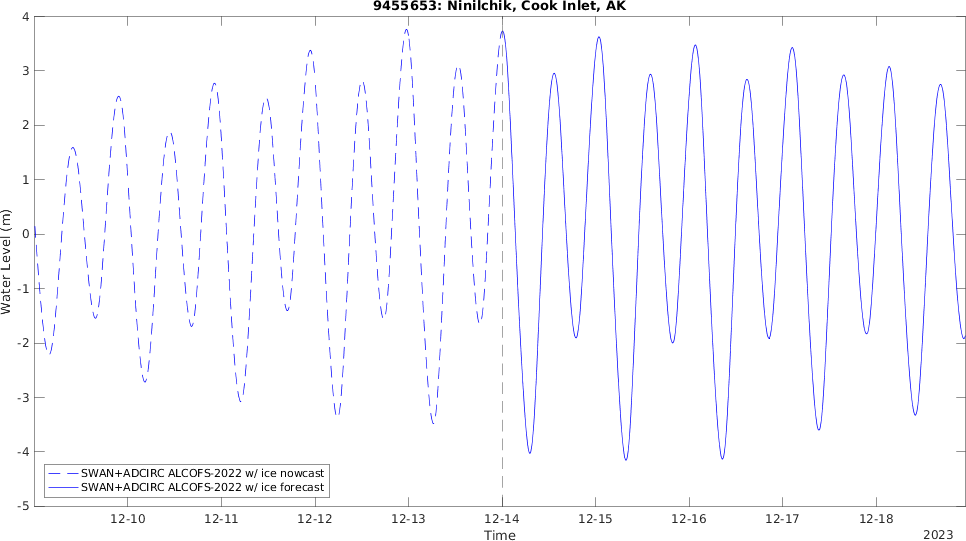 9455653: Ninilchik, Cook Inlet, AK
4
3
2
1
0
-1
-2
-3
-4
-5
Water Level (m)
SWAN+ADCIRC ALCOFS-2022 w/ ice nowcast
SWAN+ADCIRC ALCOFS-2022 w/ ice forecast
12-10 12-11 12-12 12-13 12-14 12-15 12-16 12-17 12-18
Time
2023